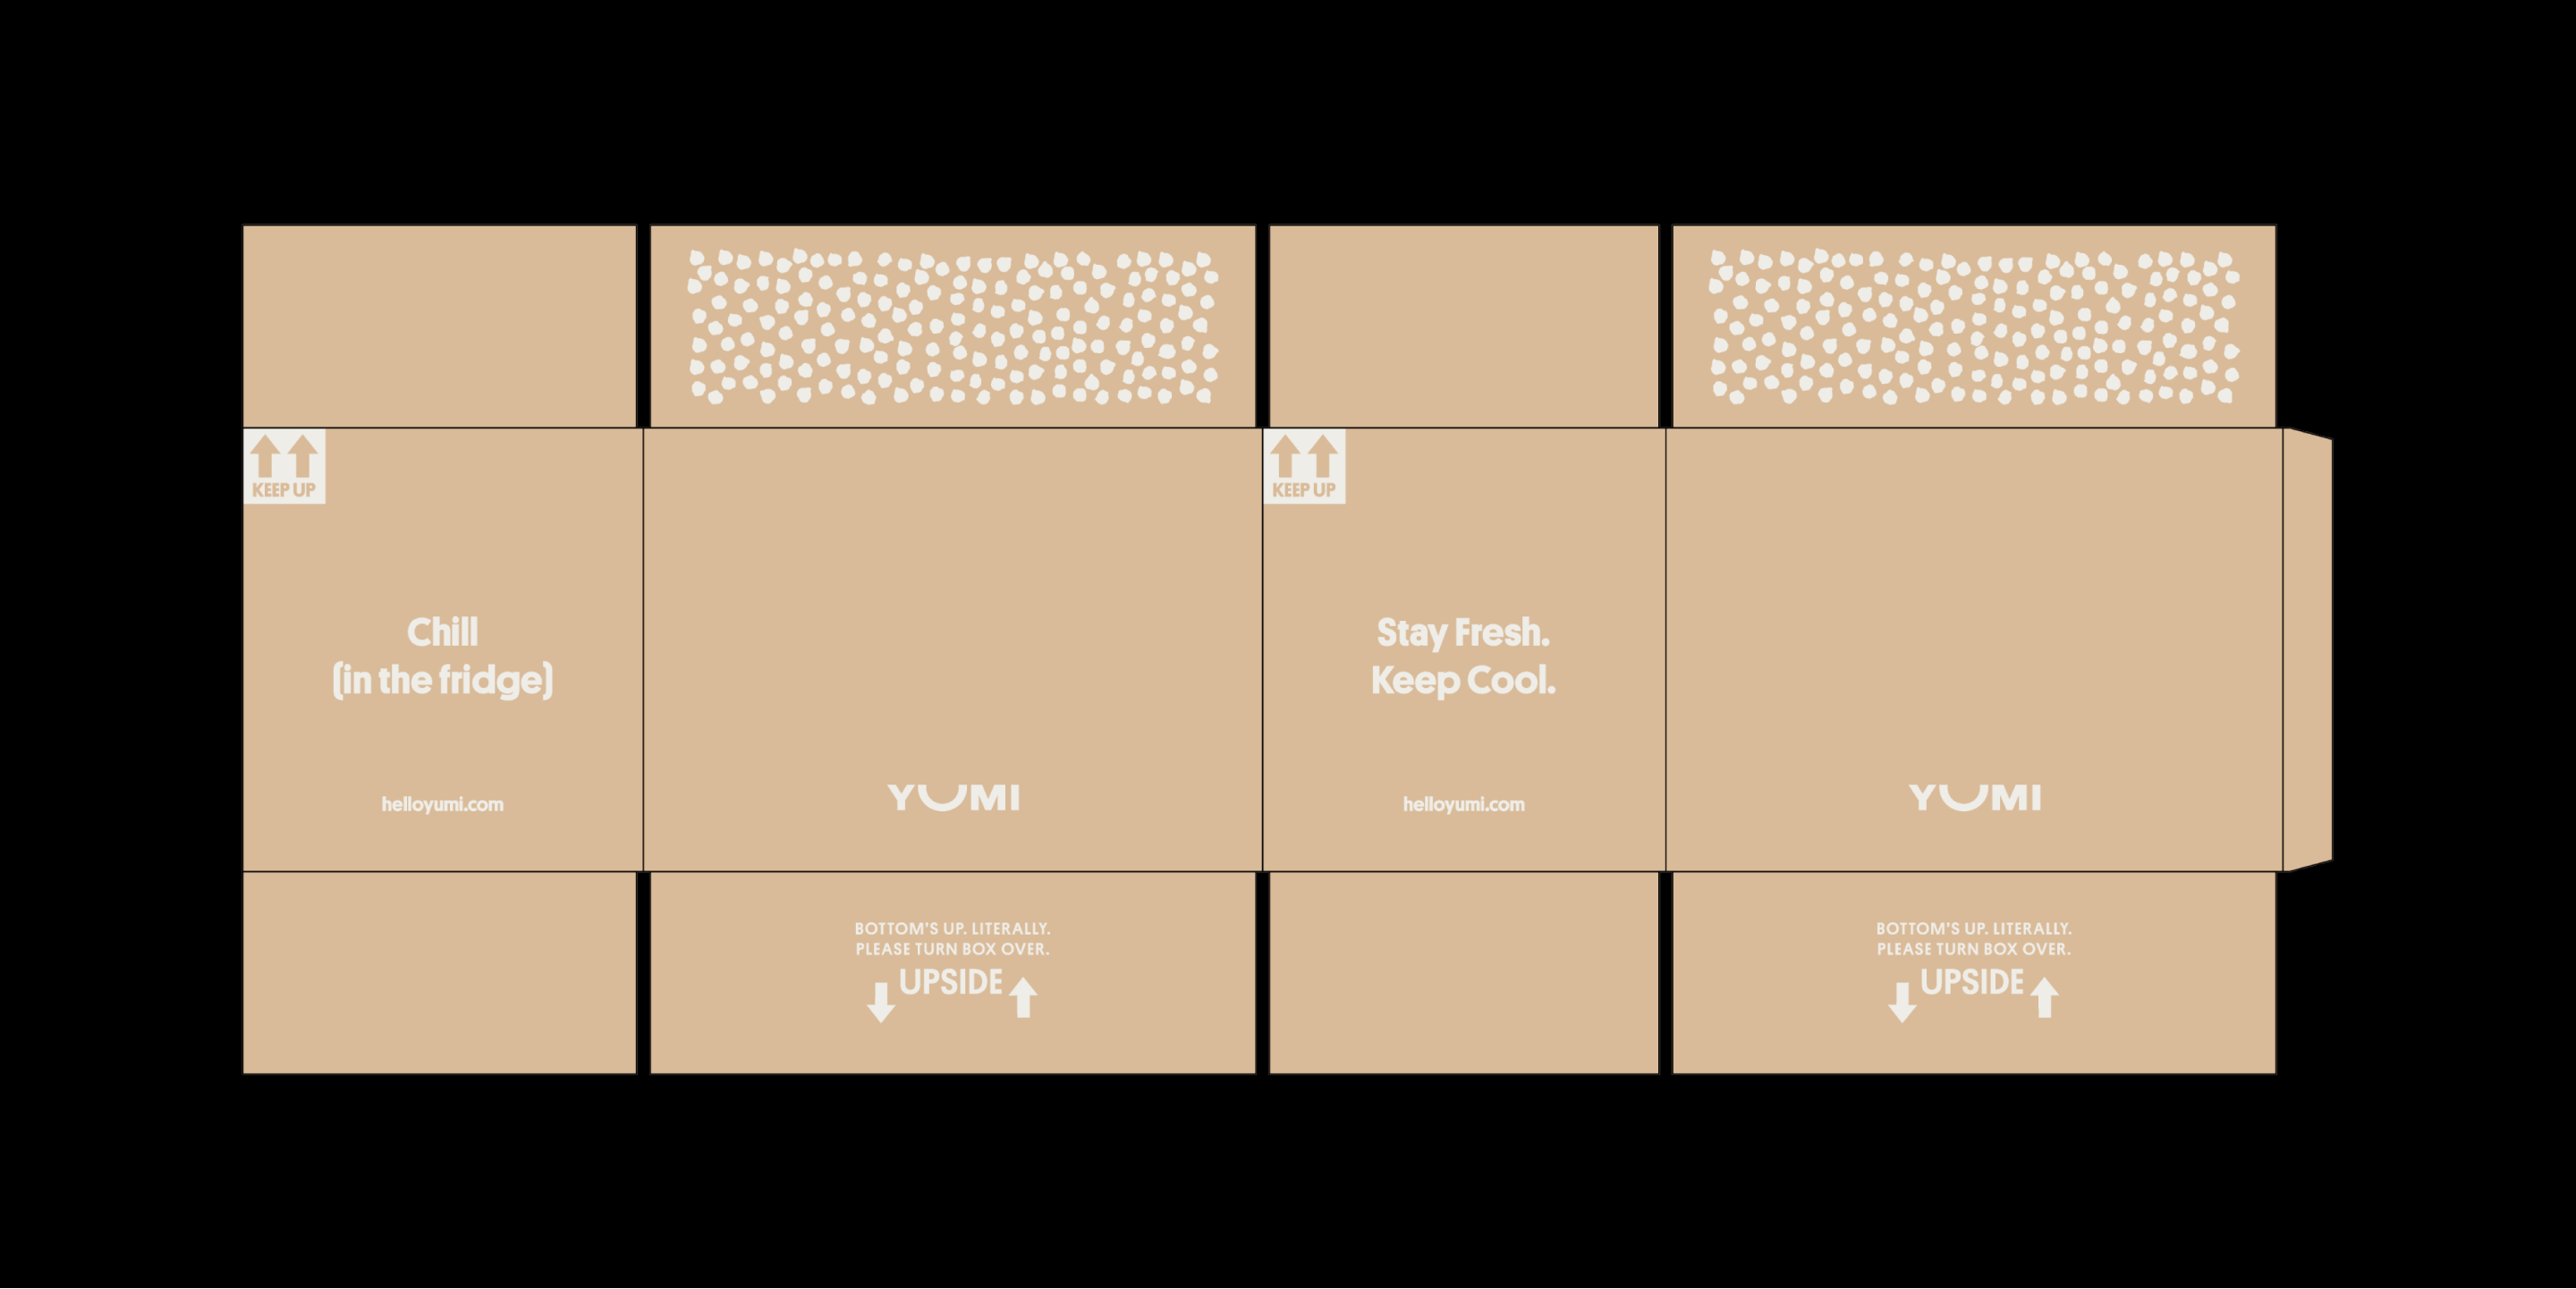 KEEP UP
Chill
(in the fridge)
helloyumi.com
YUMI
BOTTOM'S UP. LITERALLY.
PLEASE TURN BOX OVER.
UPSIDE
KEEP UP
Stay Fresh.
Keep Cool.
helloyumi.com
YUMI
BOTTOM'S UP. LITERALLY.
PLEASE TURN BOX OVER.
UPSIDE